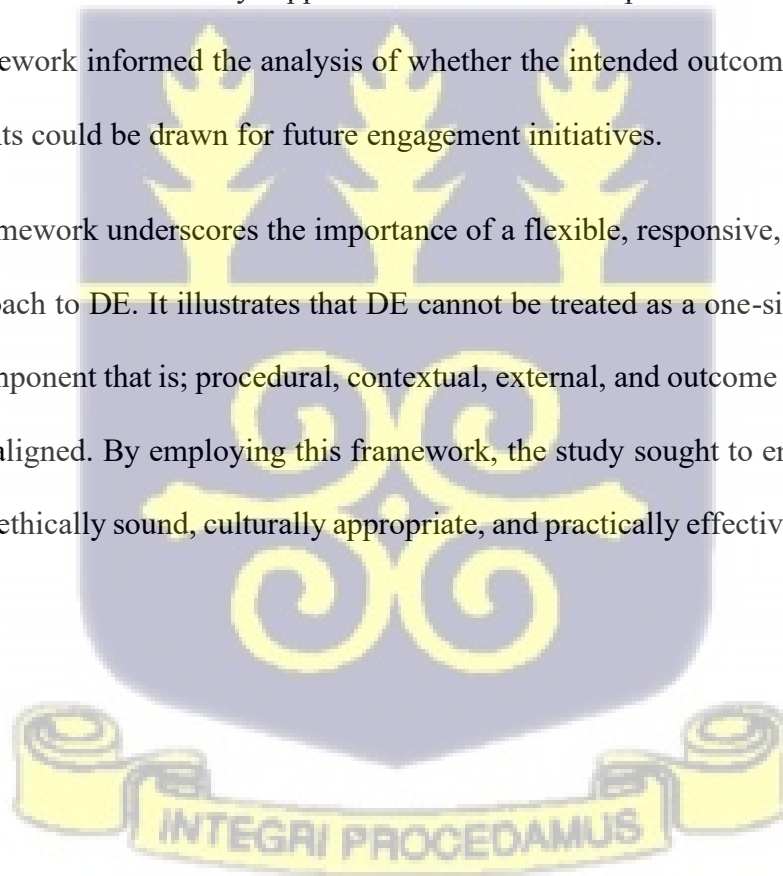 ework informed the analysis of whether the intended outcom
ts could be drawn for future engagement initiatives.
mework underscores the importance of a flexible, responsive,
ach to DE. It illustrates that DE cannot be treated as a one-si
nponent that is; procedural, contextual, external, and outcome
aligned. By employing this framework, the study sought to en
ethically sound, culturally appropriate, and practically effectiv
INTEGRI PROCEDAMUS